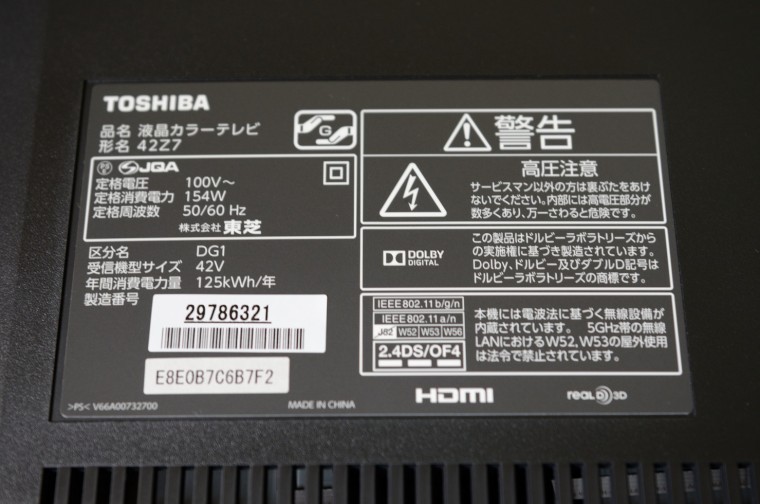 TOSHIBA
品名 液晶カラーテレビ
形名 42Z7
G
JQA
定格電圧 100V～
定格消費電力 154W
定格周波数 50/60 Hz
株式会社 東芝
区分名 DG1
受信機型サイズ 42V
年間消費電力量 125kWh/年
製造番号
29786321
E8E0B7C6B7F2
>PS< V66A00732700
MADE IN CHINA
警告
高圧注意
サービスマン以外の方は裏ぶたをあけ
ないでください。内部には高電圧部分が
数多くあり、万一さわると危険です。
DOLBY
DIGITAL
この製品はドルビーラボラトリーズから
の実施権に基づき製造されています。
Dolby、ドルビー及びダブルD記号は
ドルビーラボラトリーズの商標です。
IEEE802.11b/g/n
IEEE802.11a/n
J52 W52 W53 W56
2.4DS/OF4
本機には電波法に基づく無線設備が
内蔵されています。 5GHz帯の無線
LANにおけるW52、W53の屋外使用
は法令で禁止されています。
HDMI
REAL D 3D